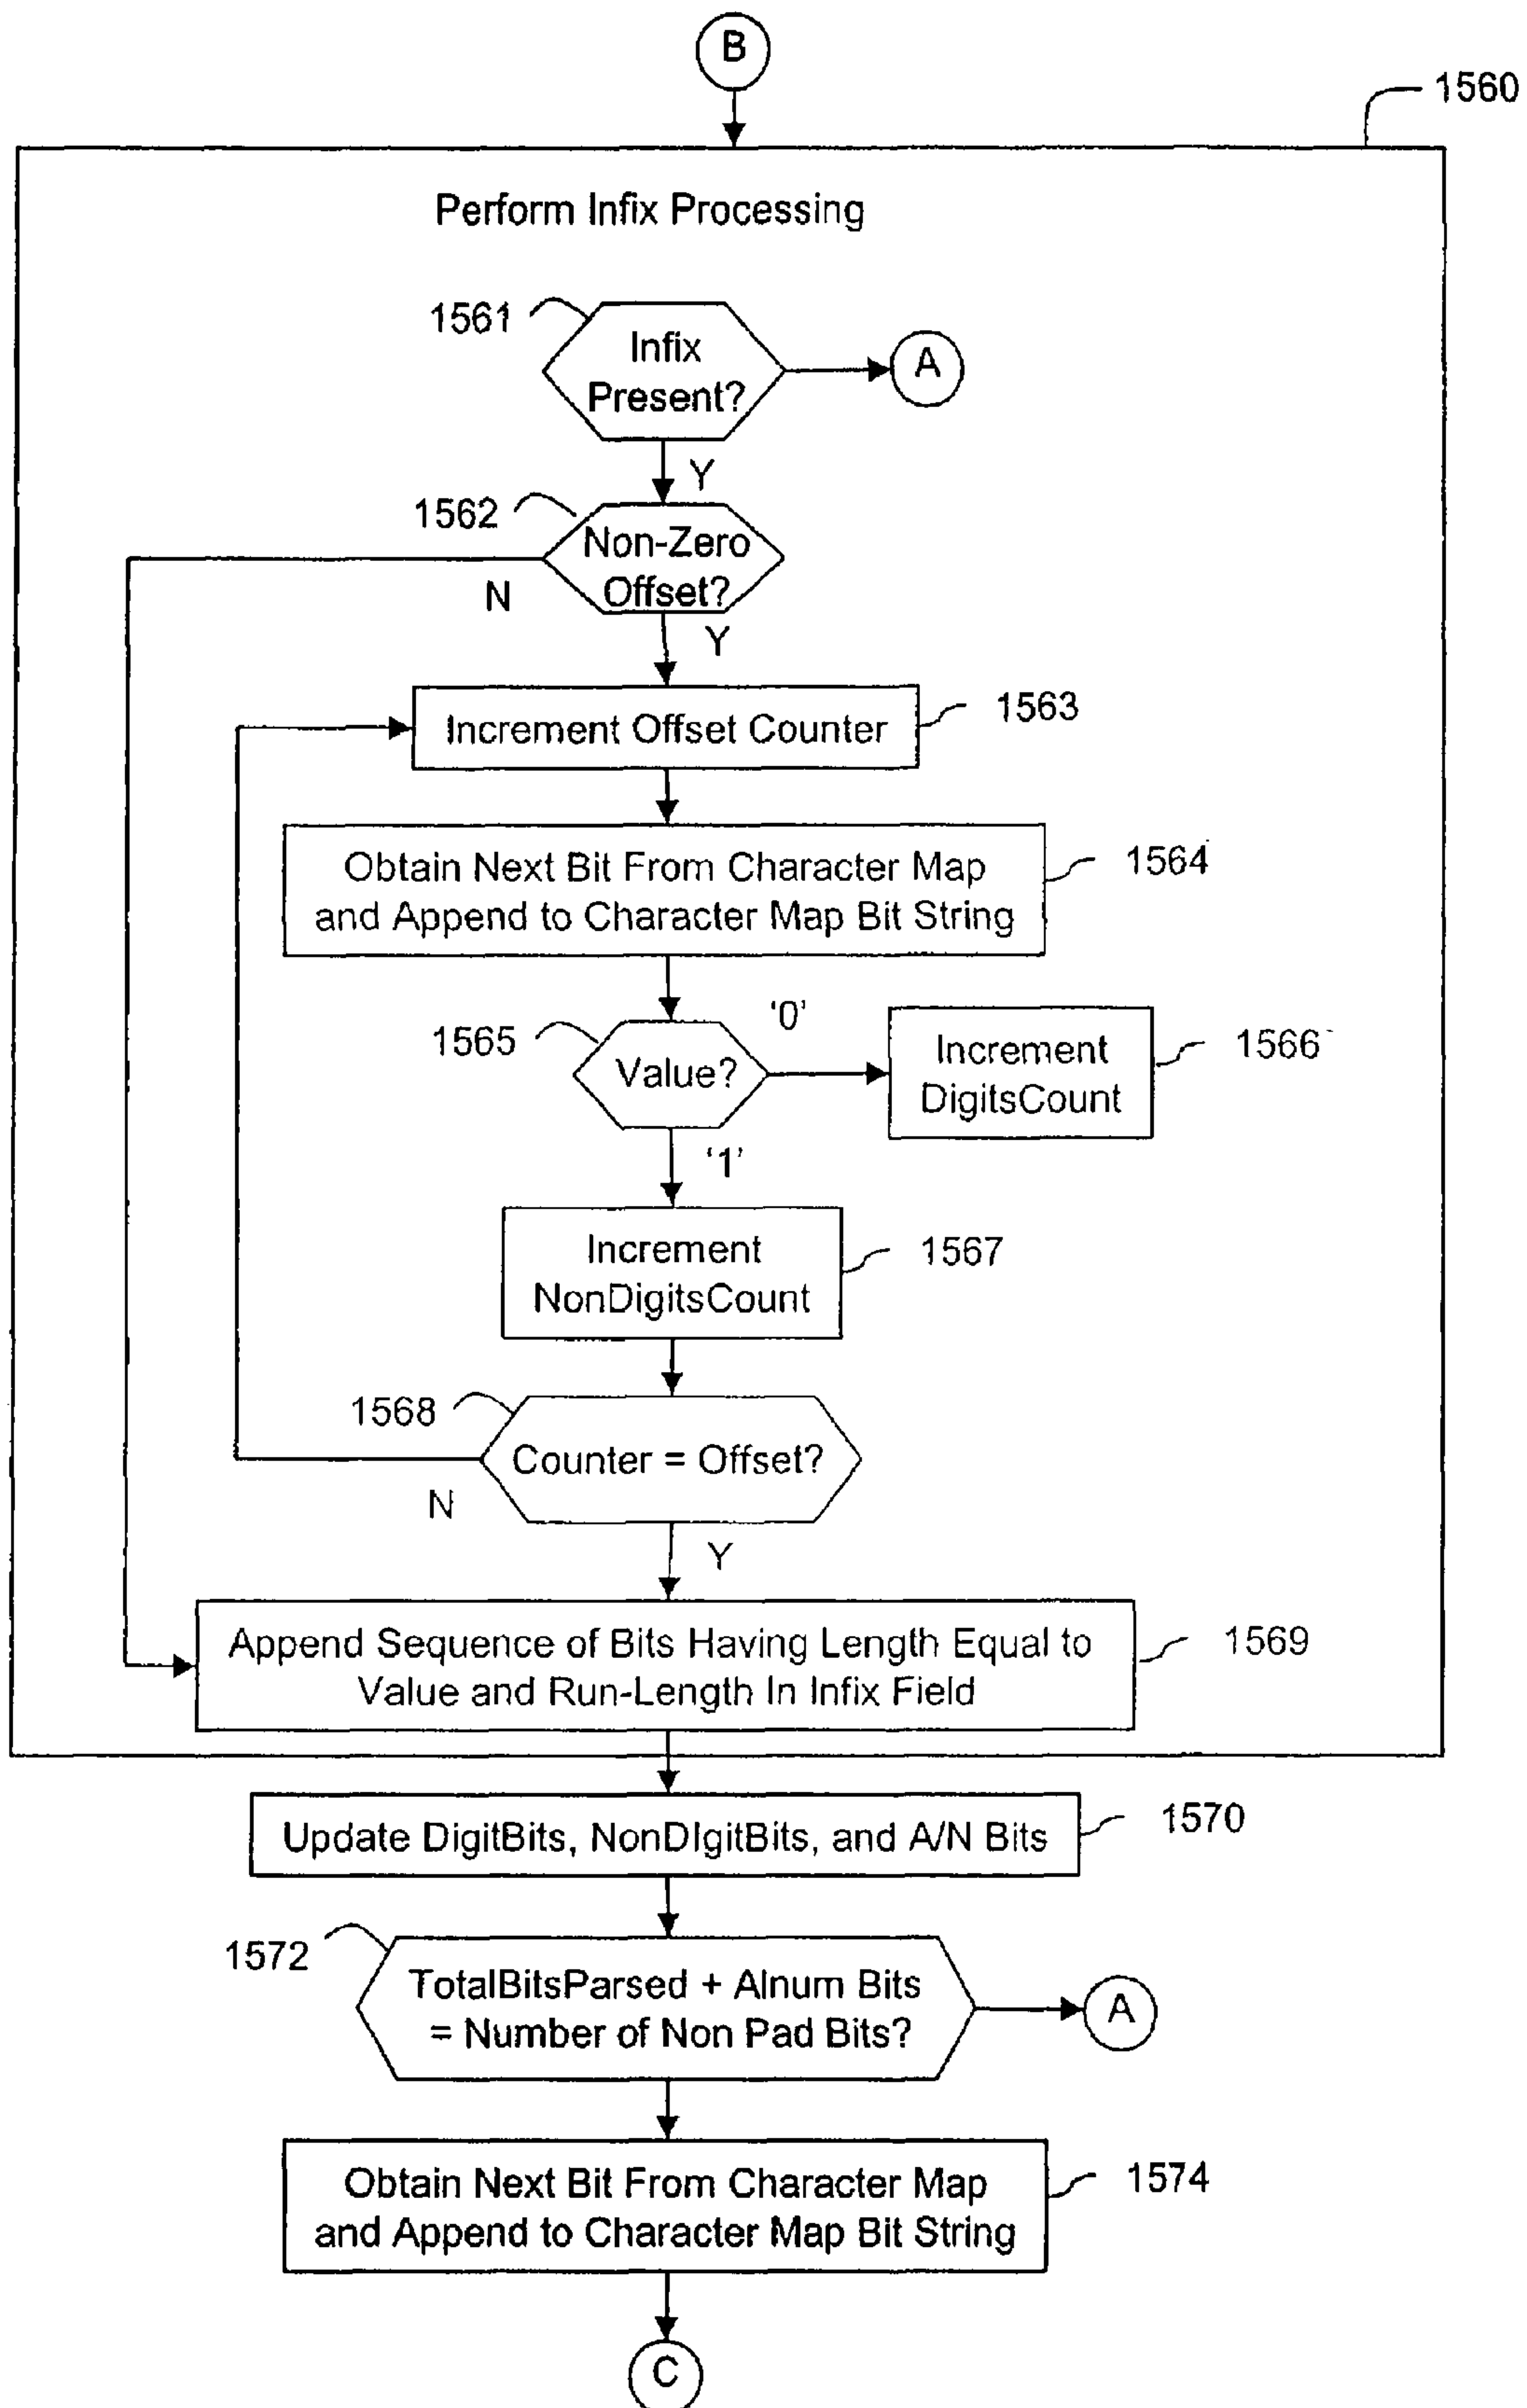 B
1560
Perform Infix Processing
1561
Infix
Present?
A
Y
1562
Non-Zero
Offset?
N
Y
Increment Offset Counter
1563
Obtain Next Bit From Character Map
and Append to Character Map Bit String
1564
1565
Value?
'0'
Increment
DigitsCount
1566
'1'
Increment
NonDigitsCount
1567
1568
Counter = Offset?
N
Y
Append Sequence of Bits Having Length Equal to
Value and Run-Length In Infix Field
1569
Update DigitBits, NonDIgitBits, and A/N Bits
1570
1572
TotalBitsParsed + Alnum Bits
= Number of Non Pad Bits?
A
Obtain Next Bit From Character Map
and Append to Character Map Bit String
1574
C